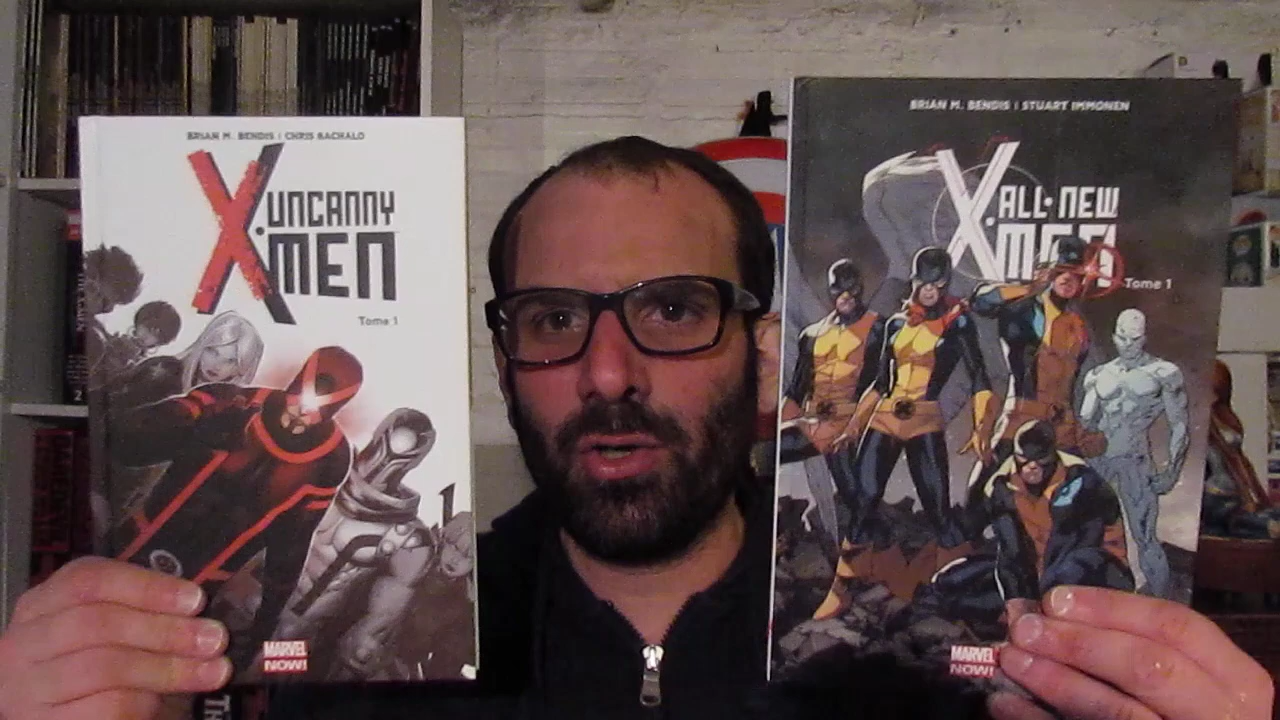 BRIAN M. BENDIS | CHRIS BACHALO
UNCANNY
X-MEN
Tome 1
MARVEL
NOW!
BRIAN M. BENDIS | STUART IMMONEN
ALL-NEW
X-MEN
Tome 1
MARVEL
NOW!